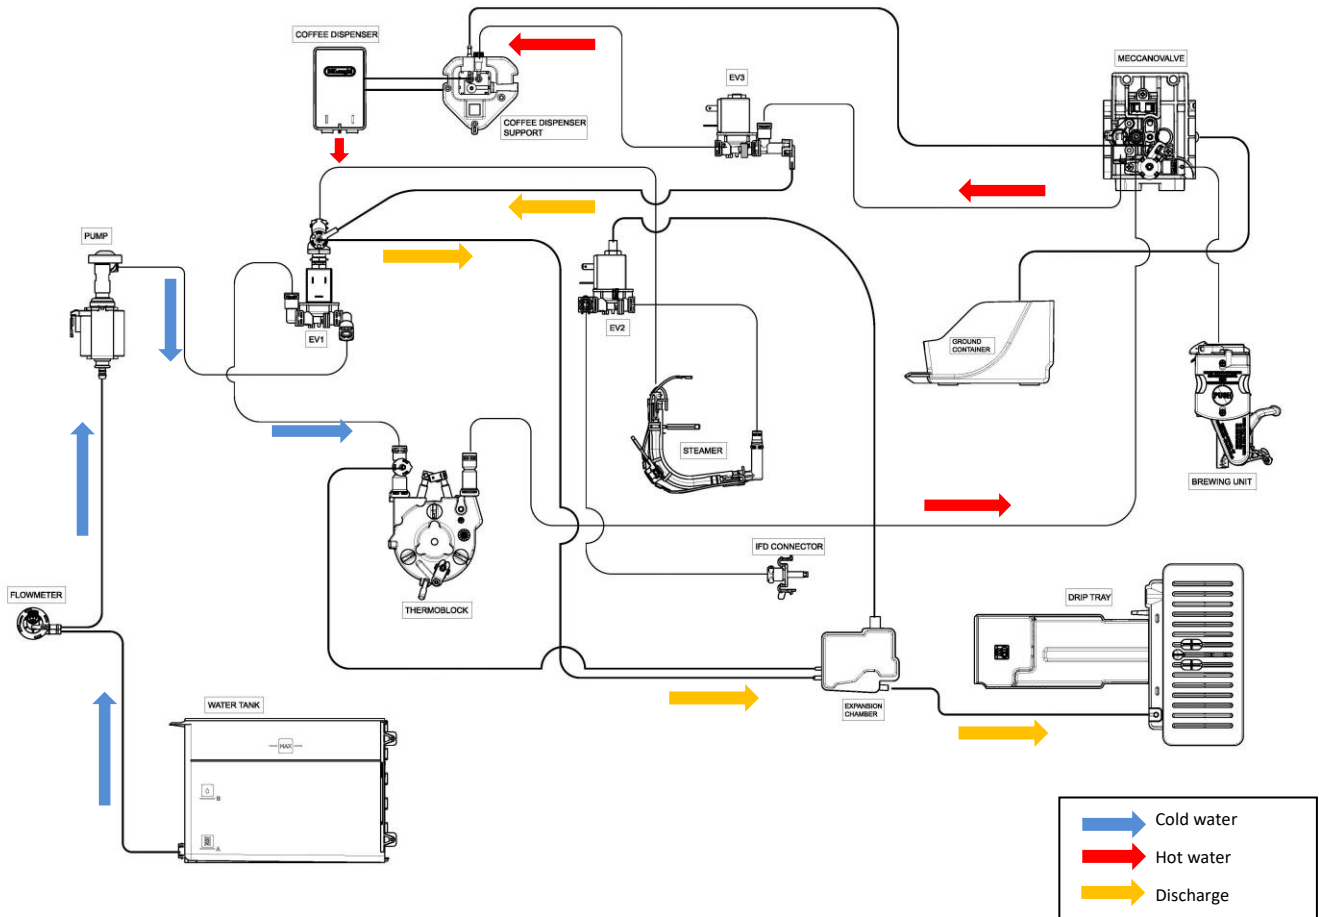 COFFEE DISPENSER
MECCANOVALVE
EV3
COFFEE DISPENSER
SUPPORT
PUMP
EV1
EV2
GROUND
CONTAINER
PUSH
STEAMER
BREWING UNIT
IFD CONNECTOR
FLOWMETER
THERMOBLOCK
DRIP TRAY
WATER TANK
EXPANSION
CHAMBER
MAX
B
A
Cold water
Hot water
Discharge